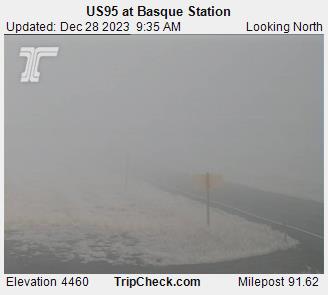 US95 at Basque Station
Updated: Dec 28 2023 9:35 AM Looking North
Elevation 4460 TripCheck.com Milepost 91.62